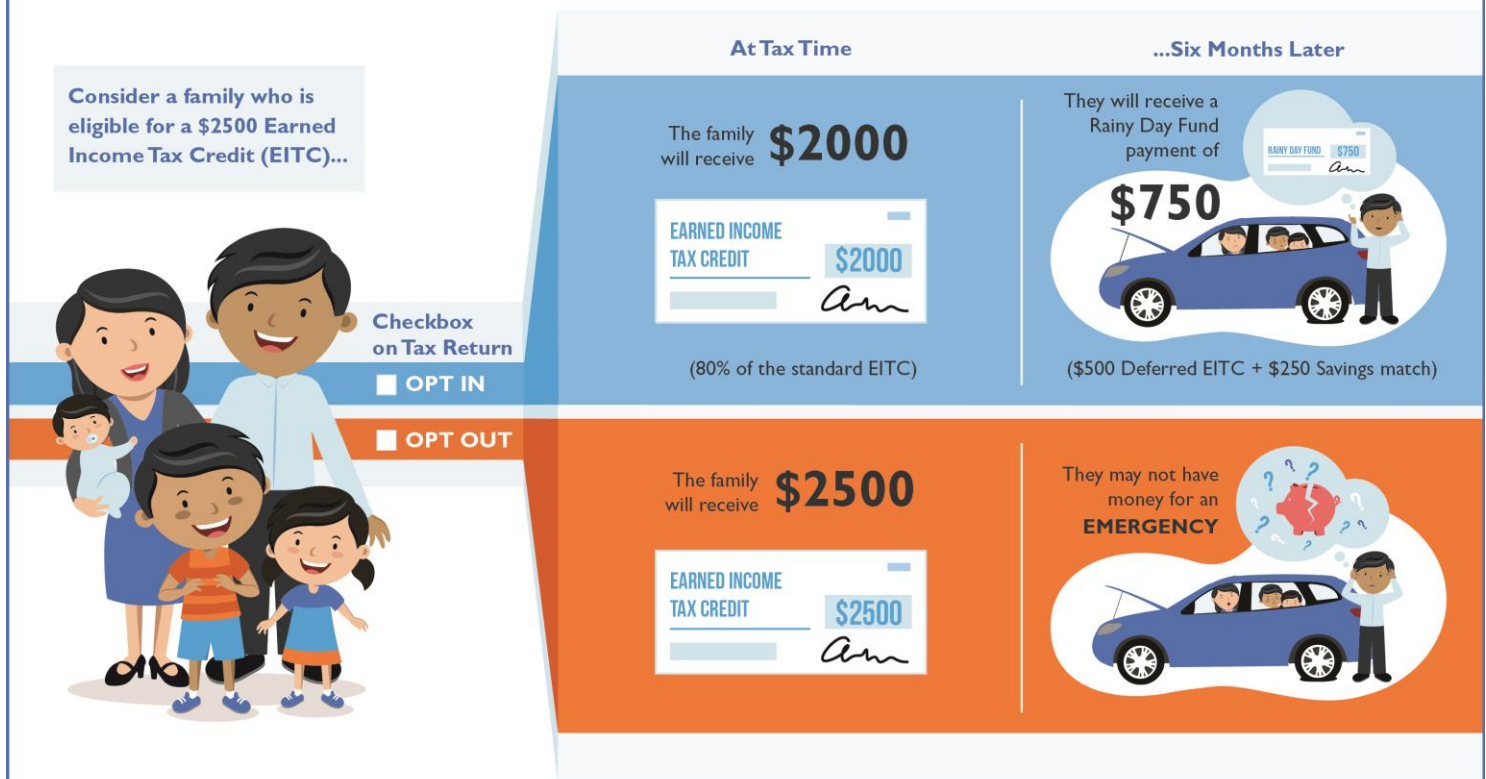 Consider a family who is
eligible for a $2500 Earned
Income Tax Credit (EITC)...
Checkbox
on Tax Return
OPT IN
OPT OUT
At Tax Time
...Six Months Later
The family
will receive $2000
EARNED INCOME
TAX CREDIT
$2000
(80% of the standard EITC)
They will receive a
Rainy Day Fund
payment of
$750
RAINY DAY FUND $750
($500 Deferred EITC + $250 Savings match)
The family
will receive $2500
EARNED INCOME
TAX CREDIT
$2500
They may not have
money for an
EMERGENCY
? ? ? ? ? ? ? ?